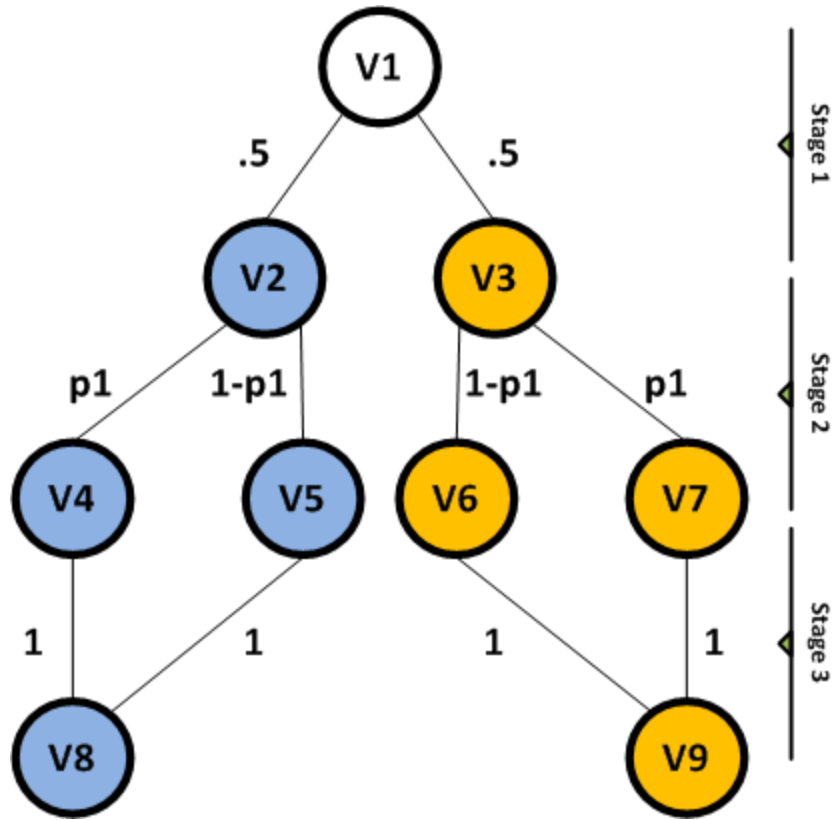 V1
.5
.5
Stage 1
V2
V3
p1
1-p1
1-p1
p1
Stage 2
V4
V5
V6
V7
1
1
1
1
Stage 3
V8
V9